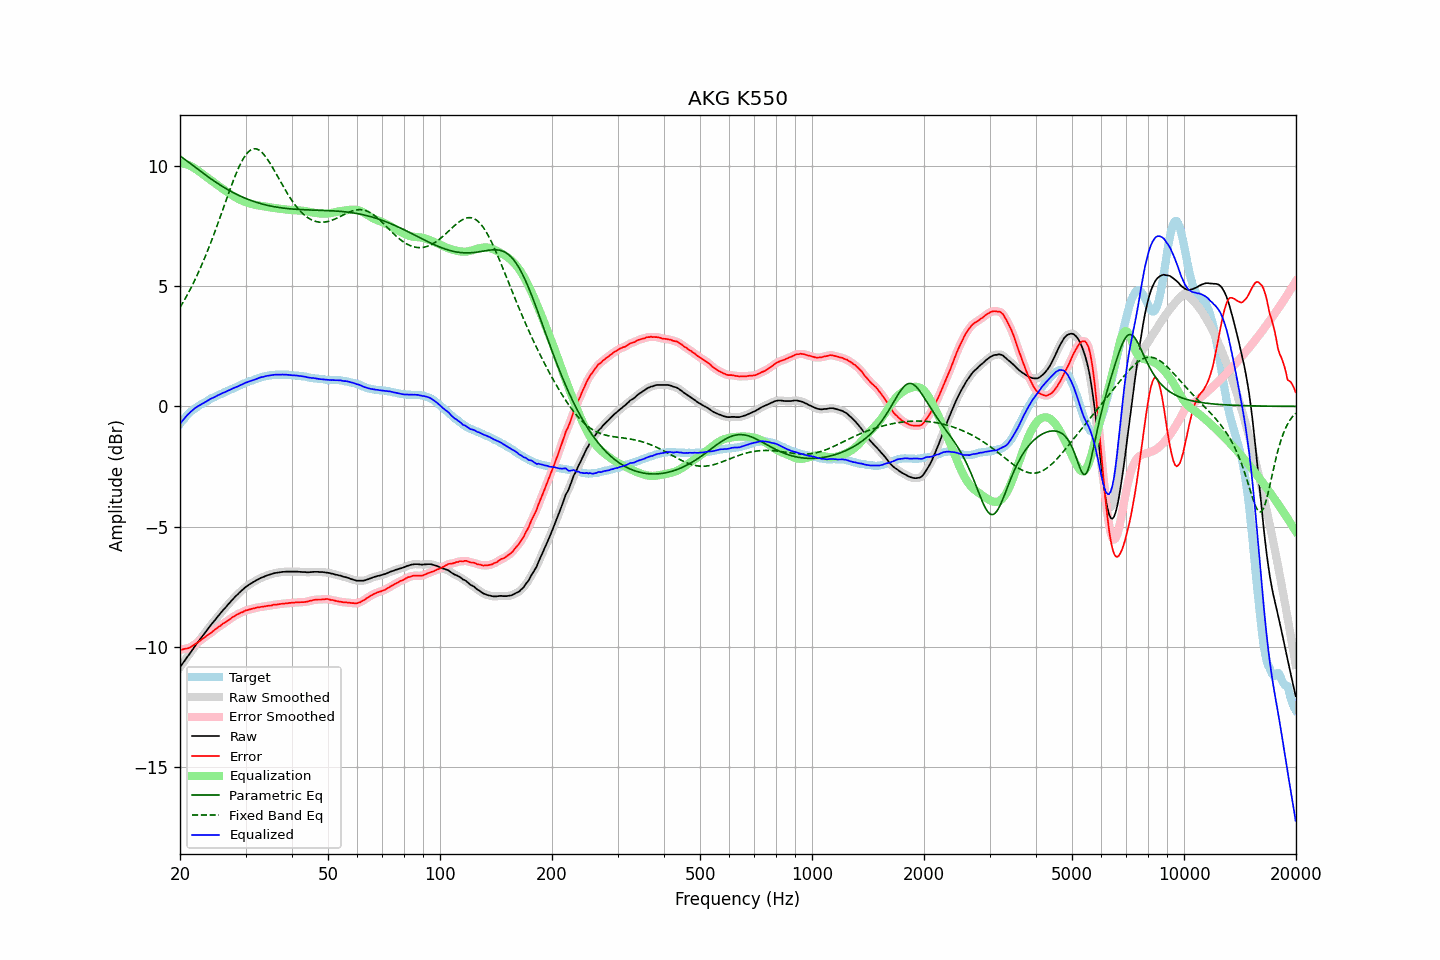 AKG K550
Amplitude (dBr)
10
5
0
−5
−10
−15
Target
Raw Smoothed
Error Smoothed
Raw
Error
Equalization
Parametric Eq
Fixed Band Eq
Equalized
20 50 100 200 500 1000 2000 5000 10000 20000
Frequency (Hz)